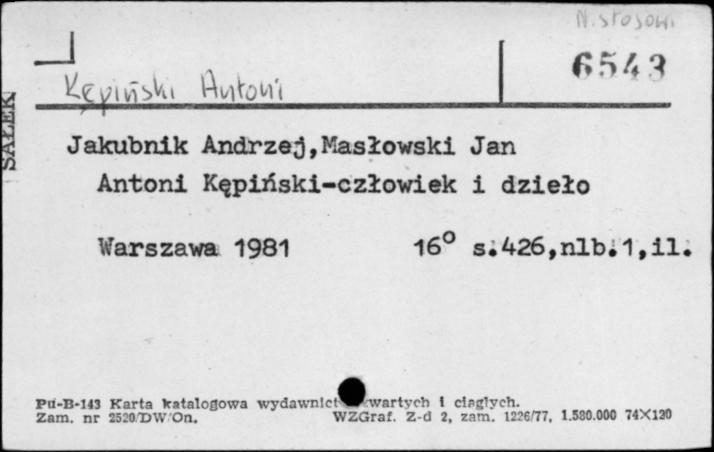 N. stosow.
6543
Kępiński Antoni
SAŁEK
Jakubnik Andrzej,Masłowski Jan
Antoni Kępiński-człowiek i dzieło
Warszawa 1981 16° s.426,nlb.1,il.
Pu-B-143 Karta katalogowa wydawnict wartych i ciągłych.
Zam. nr 2520/DW/On. WZGraf. Z-d 2, zam. 1226/77, 1.580.000 74X120